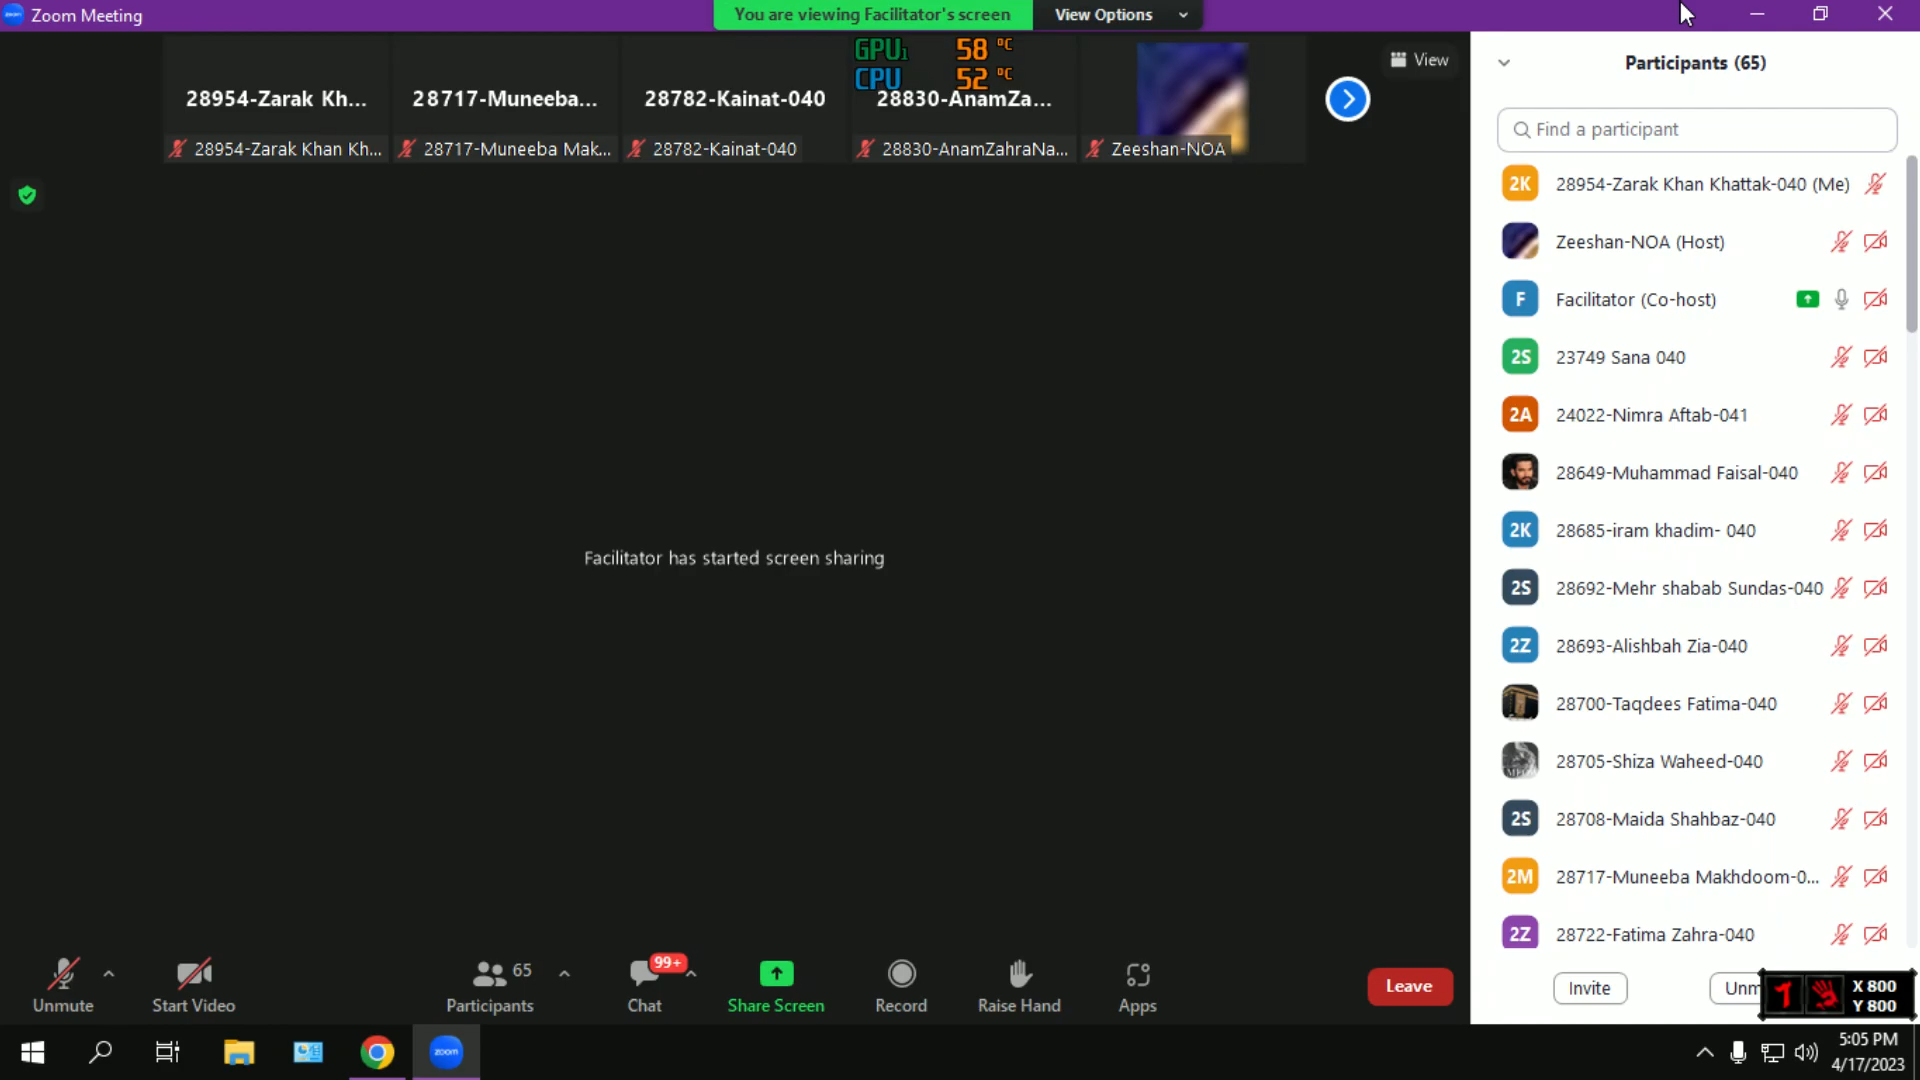 Zoom Meeting
You are viewing Facilitator's screen
View Options
GPU1 58 °C
CPU 52 °C
28954-Zarak Kh...
28717-Muneeba...
28782-Kainat-040
28830-AnamZa...
28954-Zarak Khan Kh...
28717-Muneeba Mak...
28782-Kainat-040
28830-AnamZahraNa...
Zeeshan-NOA
View
Facilitator has started screen sharing
Participants (65)
Find a participant
2K 28954-Zarak Khan Khattak-040 (Me)
Zeeshan-NOA (Host)
F Facilitator (Co-host)
2S 23749 Sana 040
2A 24022-Nimra Aftab-041
28649-Muhammad Faisal-040
2K 28685-iram khadim- 040
2S 28692-Mehr shabab Sundas-040
2Z 28693-Alishbah Zia-040
28700-Taqdees Fatima-040
28705-Shiza Waheed-040
2S 28708-Maida Shahbaz-040
2M 28717-Muneeba Makhdoom-0...
2Z 28722-Fatima Zahra-040
Invite
Unm
X 800
Y 800
Unmute
Start Video
65
Participants
99+
Chat
Share Screen
Record
Raise Hand
Apps
Leave
zoom
5:05 PM
4/17/2023